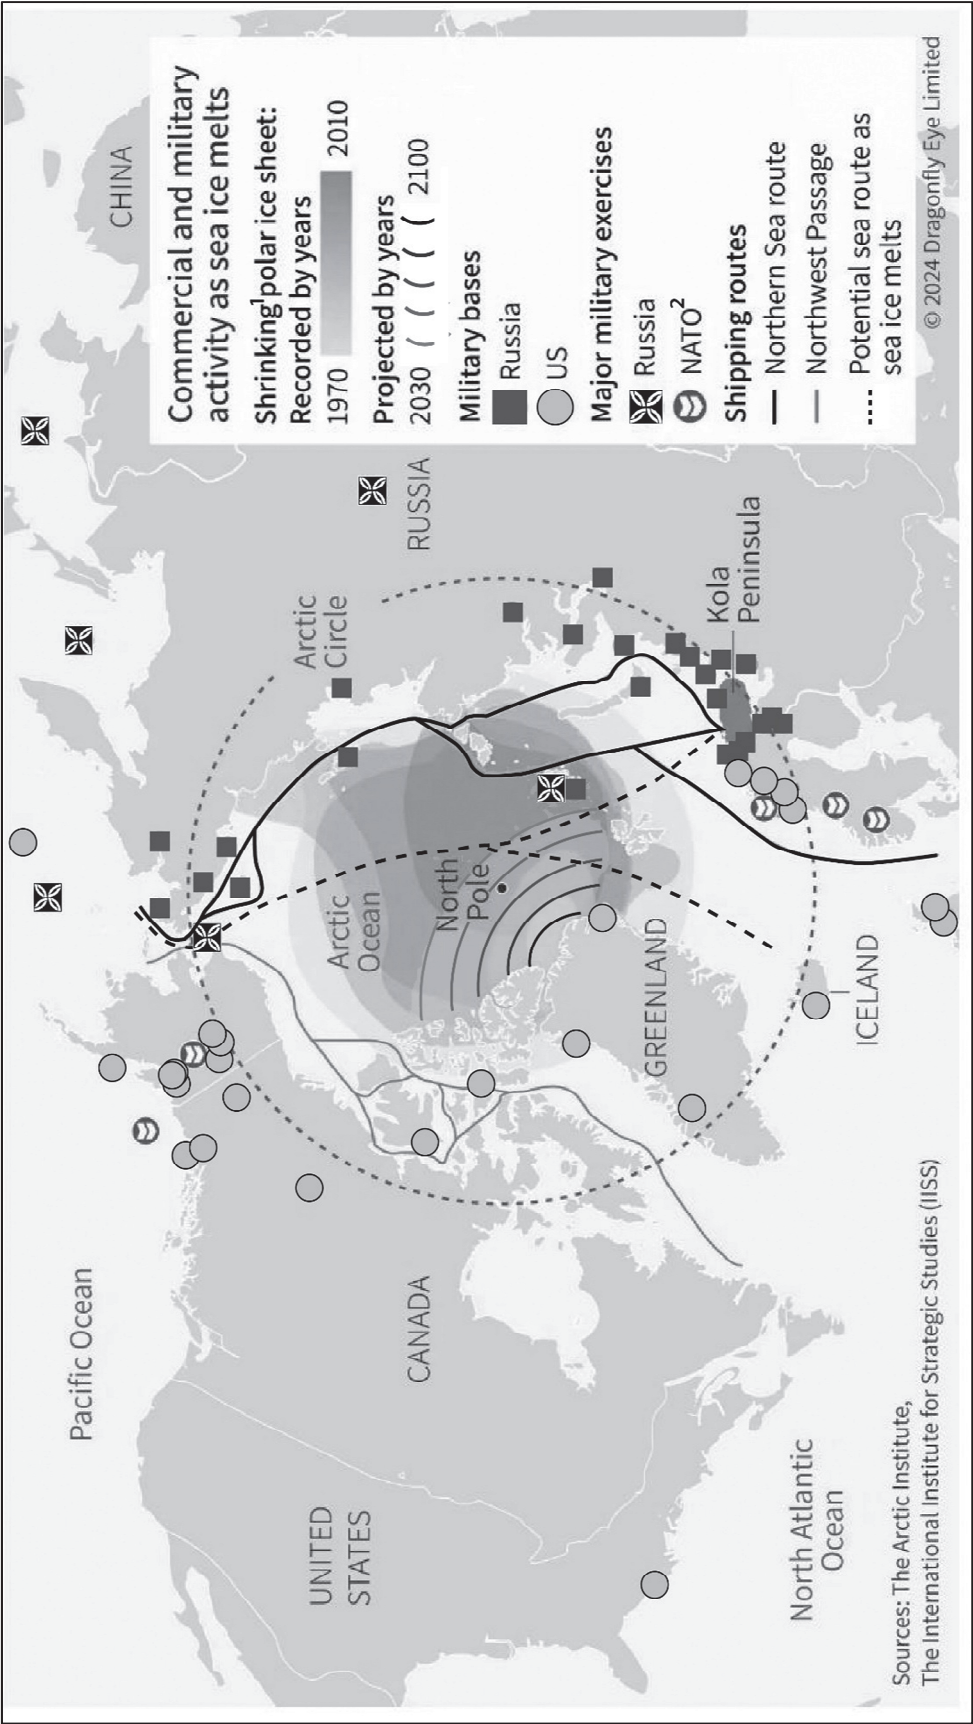 Commercial and military
activity as sea ice melts
Shrinking¹polar ice sheet:
Recorded by years
1970 2010
Projected by years
2030 2100
Military bases
Russia
US
Major military exercises
Russia
NATO²
Shipping routes
Northern Sea route
Northwest Passage
Potential sea route as
sea ice melts
CHINA
RUSSIA
Arctic
Circle
Kola
Peninsula
Arctic
Ocean
North
Pole
GREENLAND
ICELAND
Pacific Ocean
CANADA
UNITED
STATES
North Atlantic
Ocean
Sources: The Arctic Institute,
The International Institute for Strategic Studies (IISS)
© 2024 Dragonfly Eye Limited